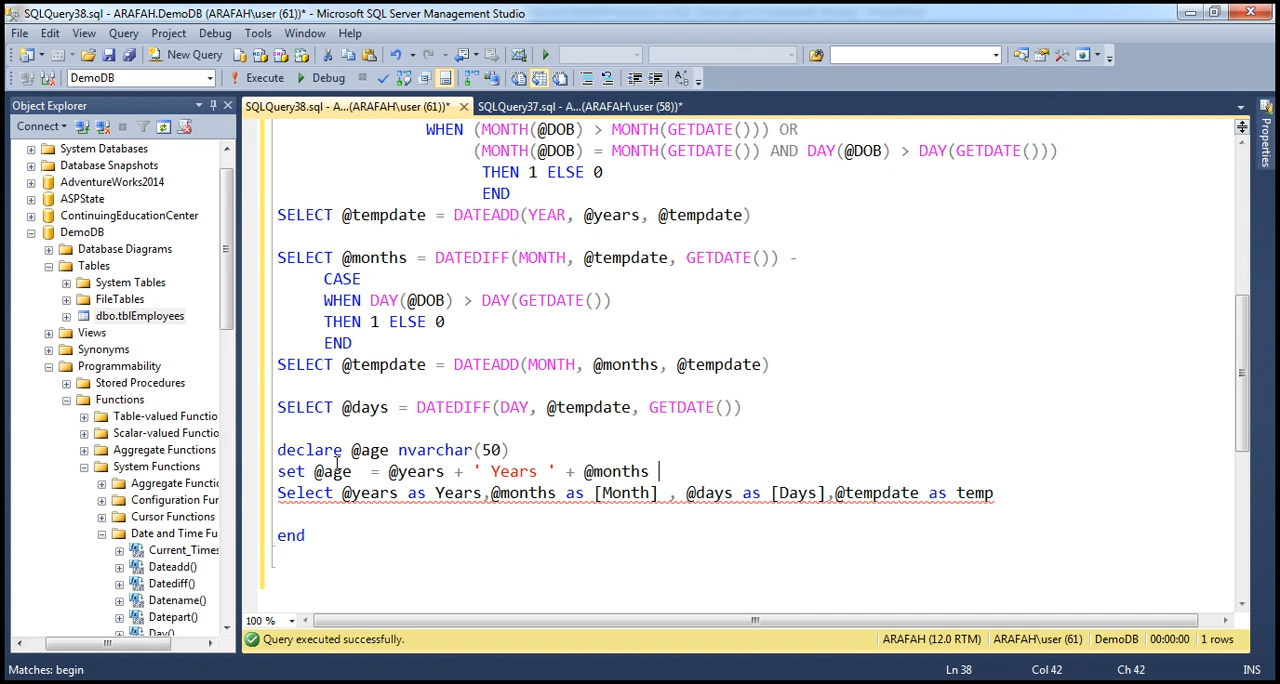 SQLQuery38.sql - ARAFAH.DemoDB (ARAFAH\user (61))* - Microsoft SQL Server Management Studio
File Edit View Query Project Debug Tools Window Help
New Query
DemoDB Execute Debug
Object Explorer
SQLQuery38.sql - A...(ARAFAH\user (61))* SQLQuery37.sql - A...(ARAFAH\user (58))*
Connect
System Databases
Database Snapshots
AdventureWorks2014
ASPState
ContinuingEducationCenter
DemoDB
Database Diagrams
Tables
System Tables
FileTables
dbo.tblEmployees
Views
Synonyms
Programmability
Stored Procedures
Functions
Table-valued Functio
Scalar-valued Functio
Aggregate Functions
System Functions
Aggregate Function
Configuration Fur
Cursor Functions
Date and Time Fu
Current_Times
Dateadd()
Datediff()
Datename()
Datepart()
Day()
WHEN (MONTH(@DOB) > MONTH(GETDATE())) OR
(MONTH(@DOB) = MONTH(GETDATE()) AND DAY(@DOB) > DAY(GETDATE()))
THEN 1 ELSE 0
END
SELECT @tempdate = DATEADD(YEAR, @years, @tempdate)
SELECT @months = DATEDIFF(MONTH, @tempdate, GETDATE()) -
CASE
WHEN DAY(@DOB) > DAY(GETDATE())
THEN 1 ELSE 0
END
SELECT @tempdate = DATEADD(MONTH, @months, @tempdate)
SELECT @days = DATEDIFF(DAY, @tempdate, GETDATE())
declare @age nvarchar(50)
set @age  = @years + ' Years ' + @months
Select @years as Years,@months as [Month] , @days as [Days],@tempdate as temp
end
Properties
100 %
Query executed successfully. ARAFAH (12.0 RTM) ARAFAH\user (61) DemoDB 00:00:00 1 rows
Matches: begin Ln 38 Col 42 Ch 42 INS